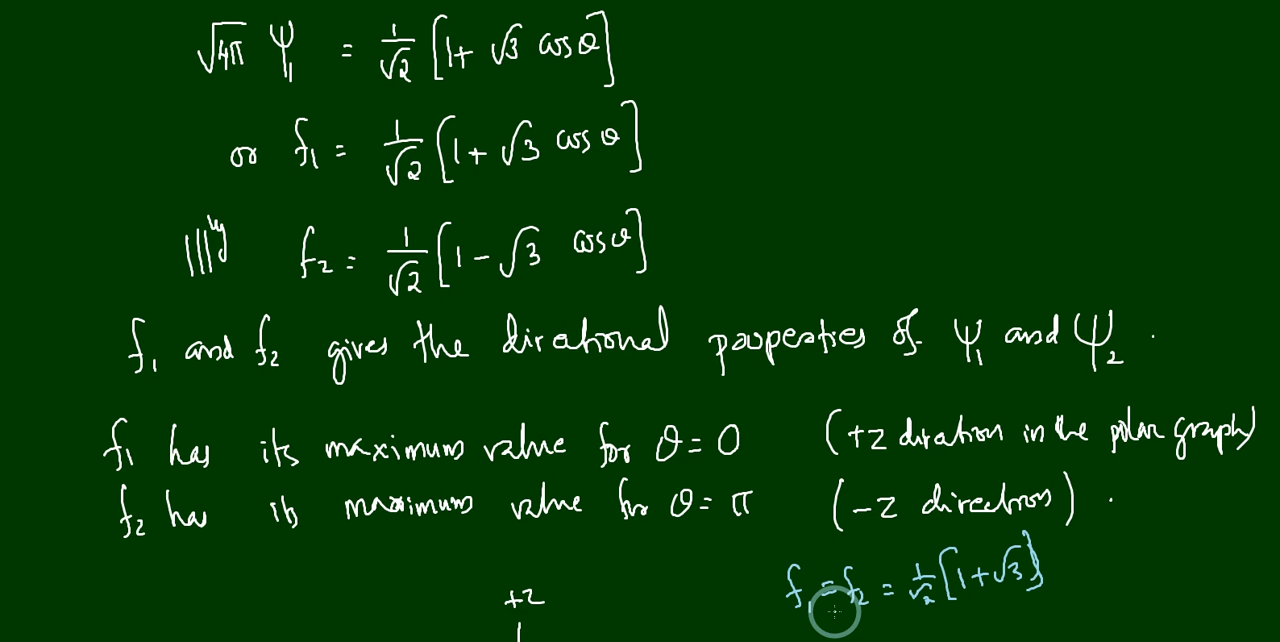 √4π Ψ₁ = 1/√2 [1 + √3 cos θ]
or f₁ = 1/√2 [1 + √3 cos θ]
|||ly f₂ = 1/√2 [1 - √3 cos θ]
f₁ and f₂ gives the directional properties of Ψ₁ and Ψ₂.
f₁ has its maximum value for θ = 0 (+z direction in the polar graph)
f₂ has its maximum value for θ = π (-z direction).
f₁ = f₂ = 1/√2 [1 + √3]
+z